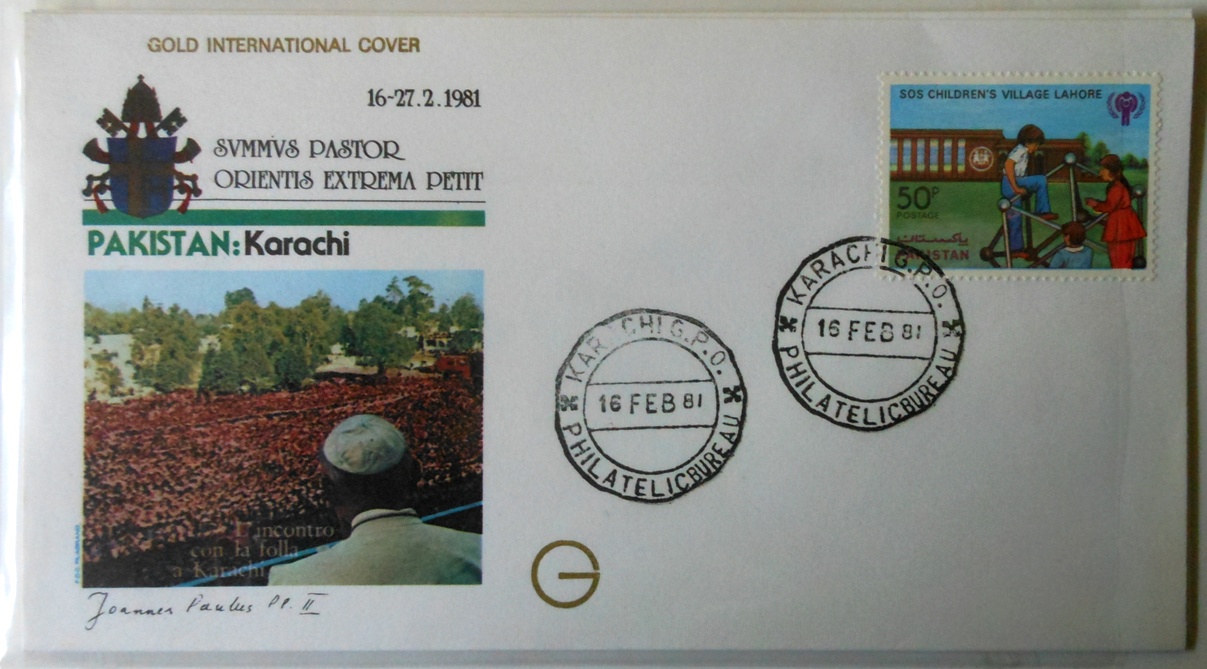 GOLD INTERNATIONAL COVER
16-27.2.1981
SVMMVS PASTOR
ORIENTIS EXTREMA PETIT
PAKISTAN: Karachi
L'incontro
con la folla
a Karachi
Joannes Paulus PP. II
SOS CHILDREN'S VILLAGE LAHORE
50P
POSTAGE
پاکستان
PAKISTAN
KARACHI G.P.O.
16 FEB 81
PHILATELIC BUREAU
KARACHI G.P.O.
16 FEB 81
PHILATELIC BUREAU
G